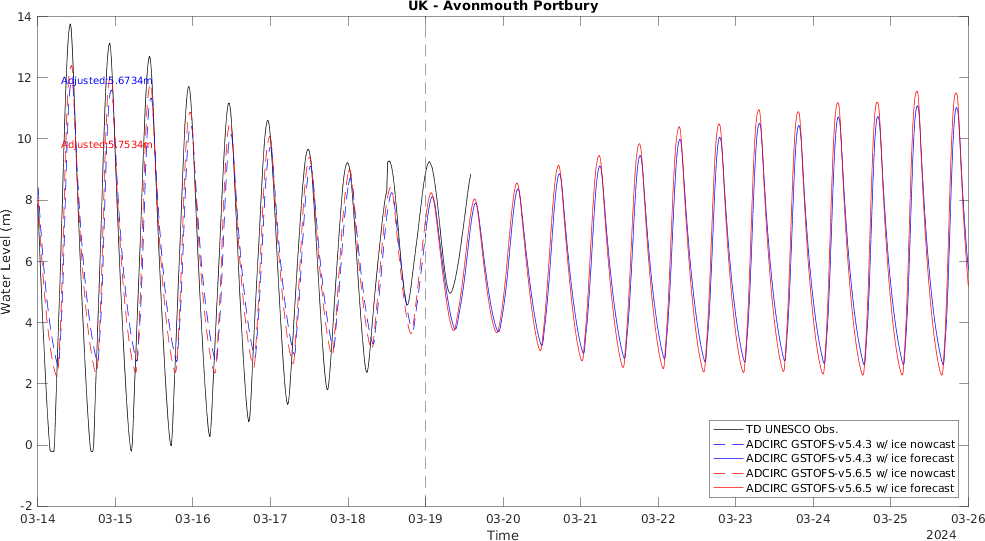 UK - Avonmouth Portbury
Water Level (m)
14
12
10
8
6
4
2
0
-2
Adjusted:5.6734m
Adjusted:5.7534m
TD UNESCO Obs.
ADCIRC GSTOFS-v5.4.3 w/ ice nowcast
ADCIRC GSTOFS-v5.4.3 w/ ice forecast
ADCIRC GSTOFS-v5.6.5 w/ ice nowcast
ADCIRC GSTOFS-v5.6.5 w/ ice forecast
03-14 03-15 03-16 03-17 03-18 03-19 03-20 03-21 03-22 03-23 03-24 03-25 03-26
Time
2024